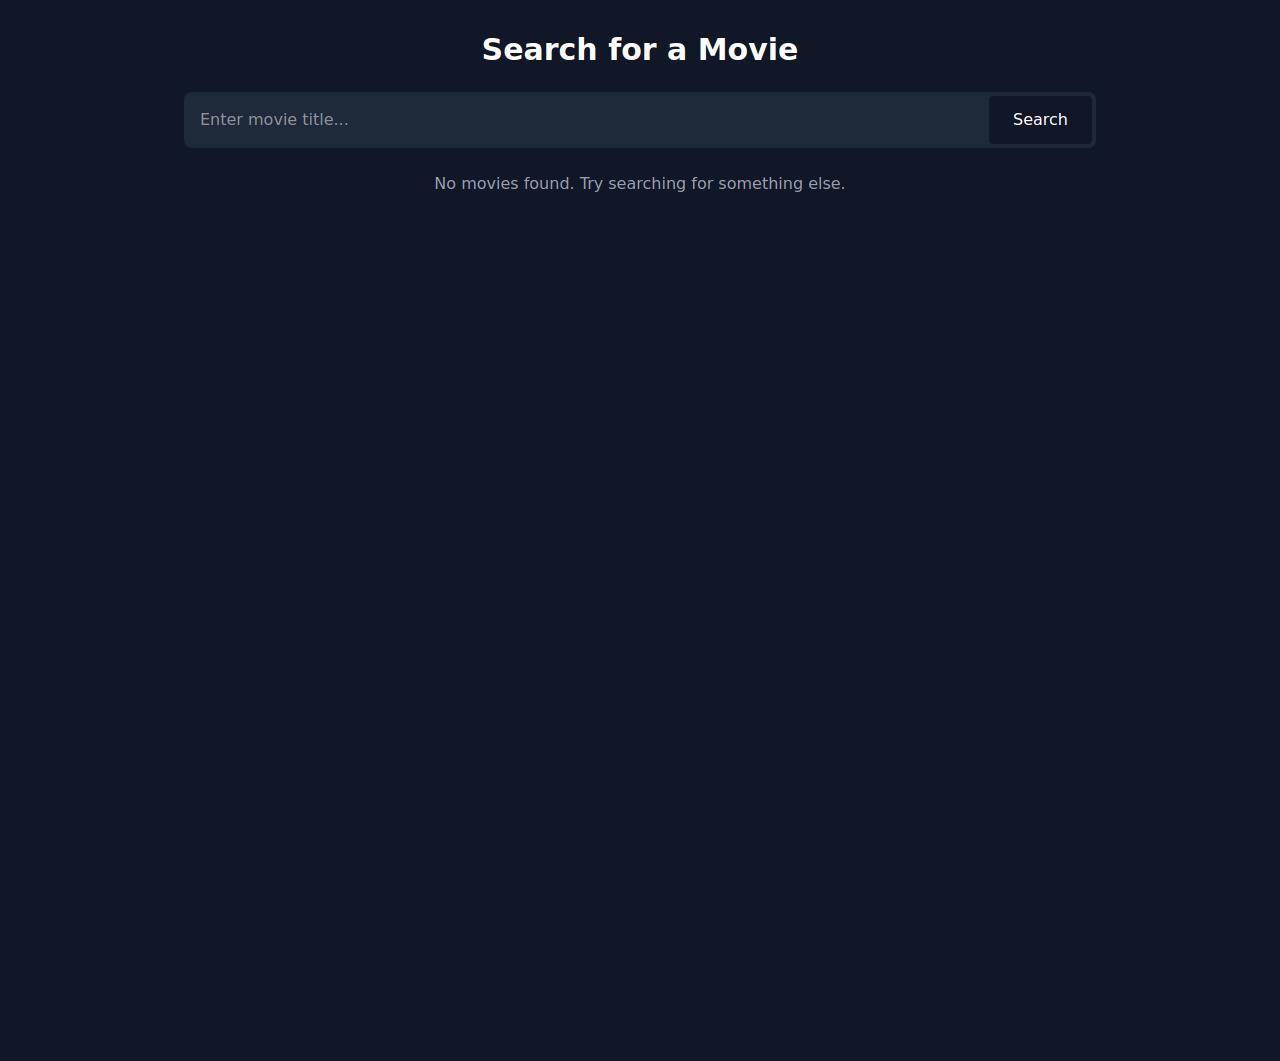 Search for a Movie
Enter movie title...
Search
No movies found. Try searching for something else.